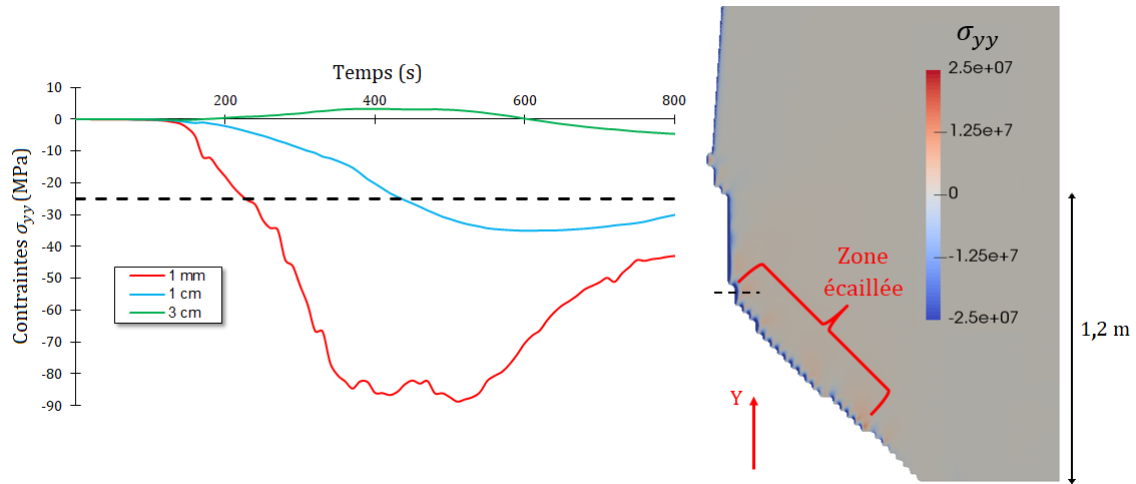 Temps (s)
10
0
-10
-20
-30
-40
-50
-60
-70
-80
-90
200
400
600
800
Contraintes σyy (MPa)
1 mm
1 cm
3 cm
σyy
2.5e+07
1.25e+7
0
-1.25e+7
-2.5e+07
Zone
écaillée
Y
1,2 m